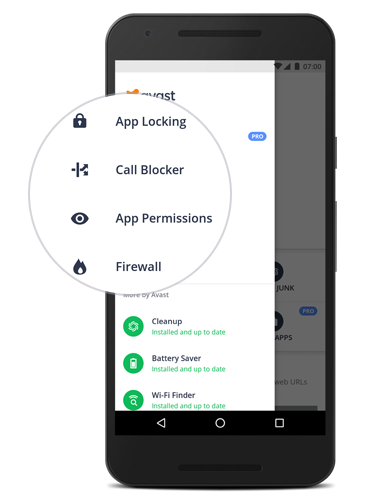 07:00
avast
App Locking
PRO
Call Blocker
App Permissions
Firewall
JUNK
More by Avast
PRO
Cleanup
Installed and up to date
APPS
Battery Saver
Installed and up to date
web URLs
Wi-Fi Finder
Installed and up to date